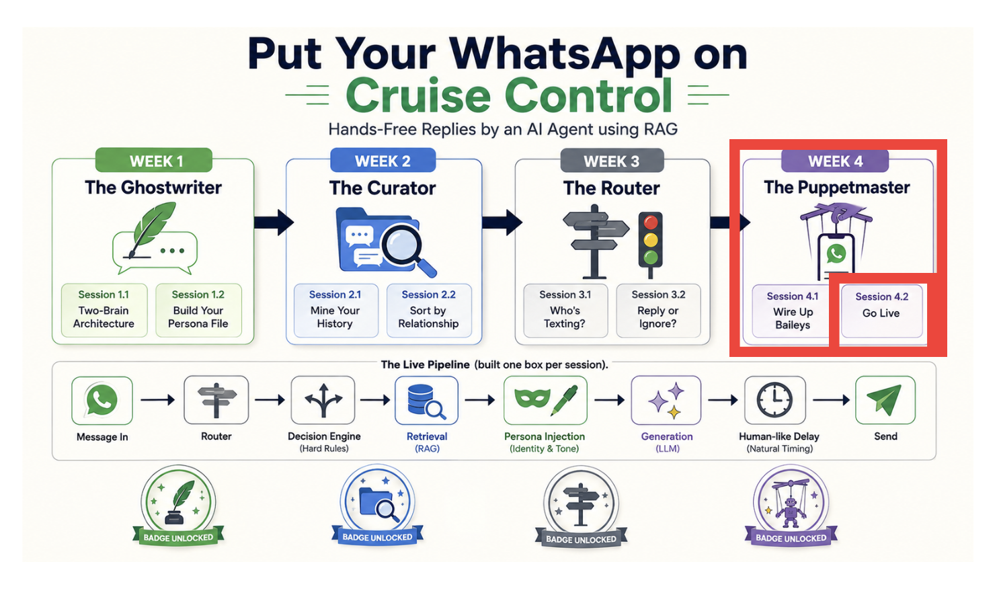 Put Your WhatsApp on
Cruise Control
Hands-Free Replies by an AI Agent using RAG
WEEK 1
The Ghostwriter
Session 1.1
Two-Brain
Architecture
Session 1.2
Build Your
Persona File
WEEK 2
The Curator
Session 2.1
Mine Your
History
Session 2.2
Sort by
Relationship
WEEK 3
The Router
Session 3.1
Who's
Texting?
Session 3.2
Reply or
Ignore?
WEEK 4
The Puppetmaster
Session 4.1
Wire Up
Baileys
Session 4.2
Go Live
The Live Pipeline (built one box per session).
Message In
Router
Decision Engine
(Hard Rules)
Retrieval
(RAG)
Persona Injection
(Identity & Tone)
Generation
(LLM)
Human-like Delay
(Natural Timing)
Send
BADGE UNLOCKED
BADGE UNLOCKED
BADGE UNLOCKED
BADGE UNLOCKED